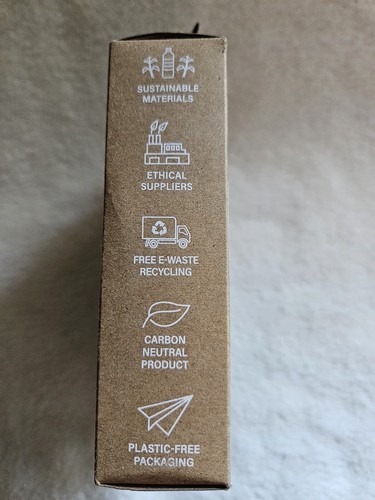 SUSTAINABLE
MATERIALS
ETHICAL
SUPPLIERS
FREE E-WASTE
RECYCLING
CARBON
NEUTRAL
PRODUCT
PLASTIC-FREE
PACKAGING